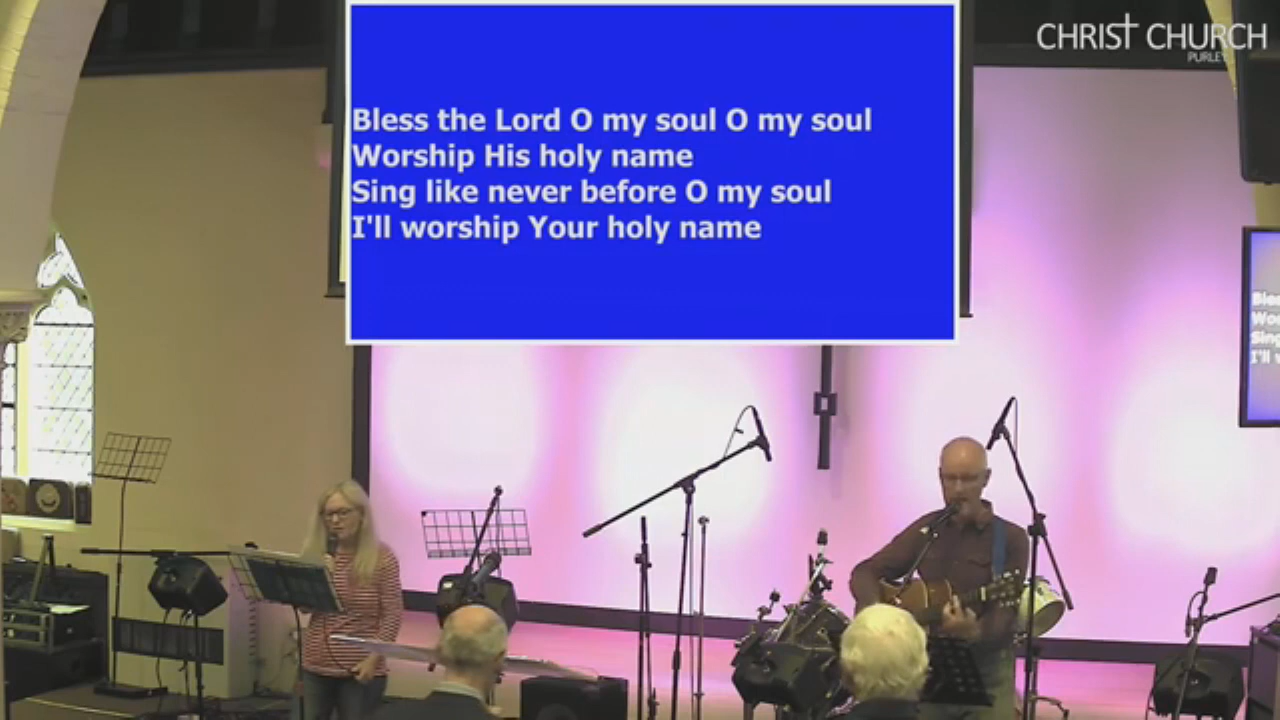 CHRIST CHURCH
PURLEY
Bless the Lord O my soul O my soul
Worship His holy name
Sing like never before O my soul
I'll worship Your holy name